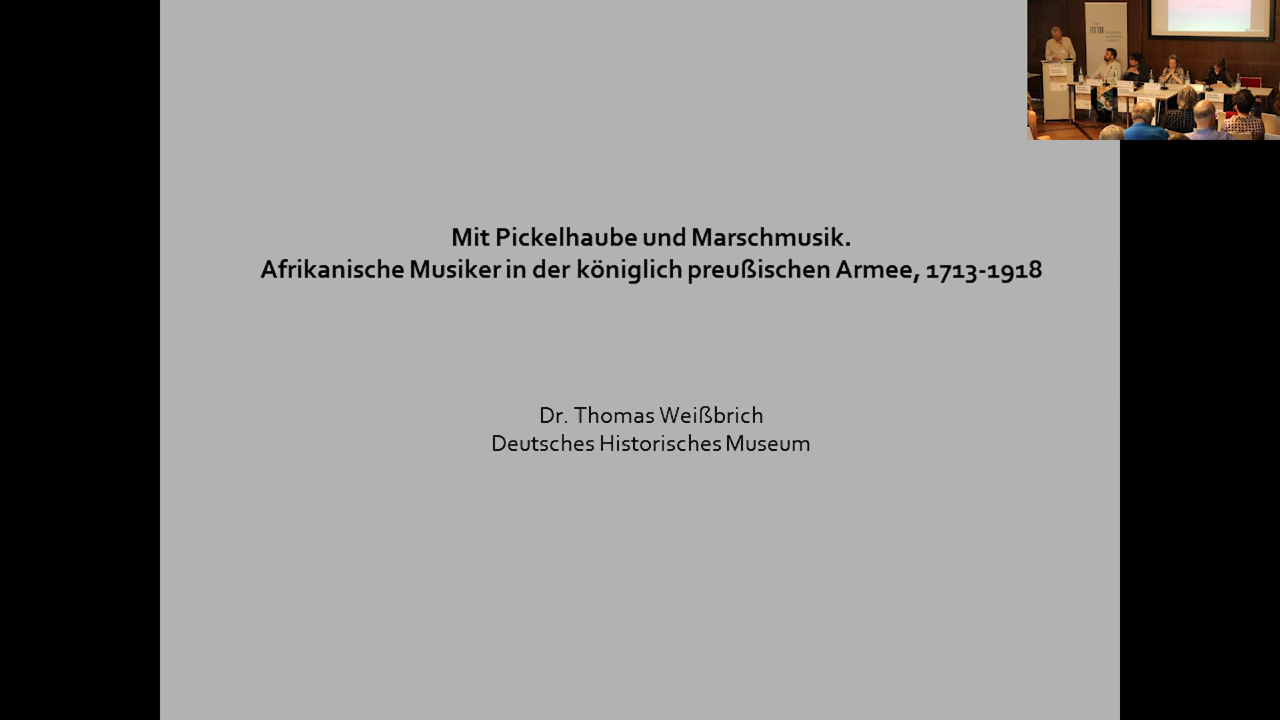 Mit Pickelhaube und Marschmusik.
Afrikanische Musiker in der königlich preußischen Armee, 1713-1918
Dr. Thomas Weißbrich
Deutsches Historisches Museum